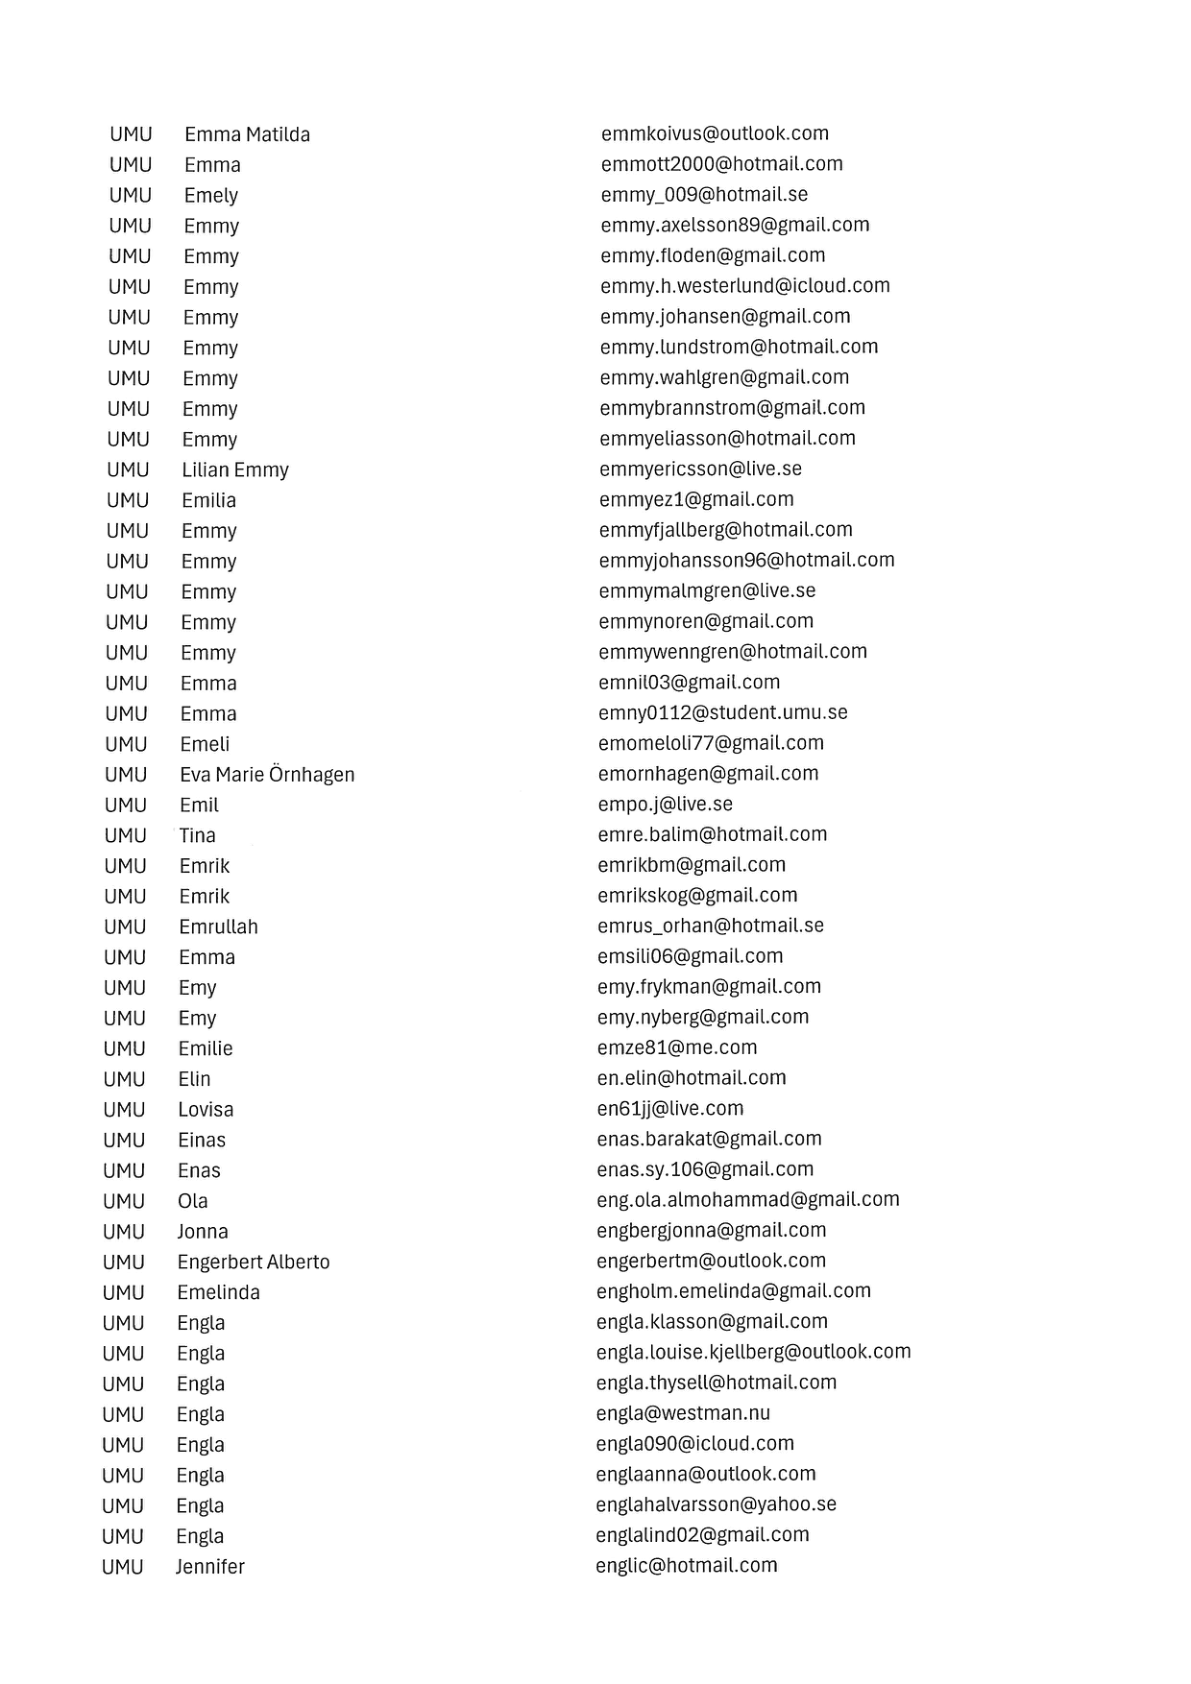 UMU Emma Matilda emmkoivus@outlook.com
UMU Emma emmott2000@hotmail.com
UMU Emely emmy_009@hotmail.se
UMU Emmy emmy.axelsson89@gmail.com
UMU Emmy emmy.floden@gmail.com
UMU Emmy emmy.h.westerlund@icloud.com
UMU Emmy emmy.johansen@gmail.com
UMU Emmy emmy.lundstrom@hotmail.com
UMU Emmy emmy.wahlgren@gmail.com
UMU Emmy emmybrannstrom@gmail.com
UMU Emmy emmyeliasson@hotmail.com
UMU Lilian Emmy emmyericsson@live.se
UMU Emilia emmyez1@gmail.com
UMU Emmy emmyfjallberg@hotmail.com
UMU Emmy emmyjohansson96@hotmail.com
UMU Emmy emmymalmgren@live.se
UMU Emmy emmynoren@gmail.com
UMU Emmy emmywenngren@hotmail.com
UMU Emma emnil03@gmail.com
UMU Emma emny0112@student.umu.se
UMU Emeli emomeloli77@gmail.com
UMU Eva Marie Örnhagen emornhagen@gmail.com
UMU Emil empo.j@live.se
UMU Tina emre.balim@hotmail.com
UMU Emrik emrikbm@gmail.com
UMU Emrik emrikskog@gmail.com
UMU Emrullah emrus_orhan@hotmail.se
UMU Emma emsili06@gmail.com
UMU Emy emy.frykman@gmail.com
UMU Emy emy.nyberg@gmail.com
UMU Emilie emze81@me.com
UMU Elin en.elin@hotmail.com
UMU Lovisa en61jj@live.com
UMU Einas enas.barakat@gmail.com
UMU Enas enas.sy.106@gmail.com
UMU Ola eng.ola.almohammad@gmail.com
UMU Jonna engbergjonna@gmail.com
UMU Engerbert Alberto engerbertm@outlook.com
UMU Emelinda engholm.emelinda@gmail.com
UMU Engla engla.klasson@gmail.com
UMU Engla engla.louise.kjellberg@outlook.com
UMU Engla engla.thysell@hotmail.com
UMU Engla engla@westman.nu
UMU Engla engla090@icloud.com
UMU Engla englaanna@outlook.com
UMU Engla englahalvarsson@yahoo.se
UMU Engla englalind02@gmail.com
UMU Jennifer englic@hotmail.com